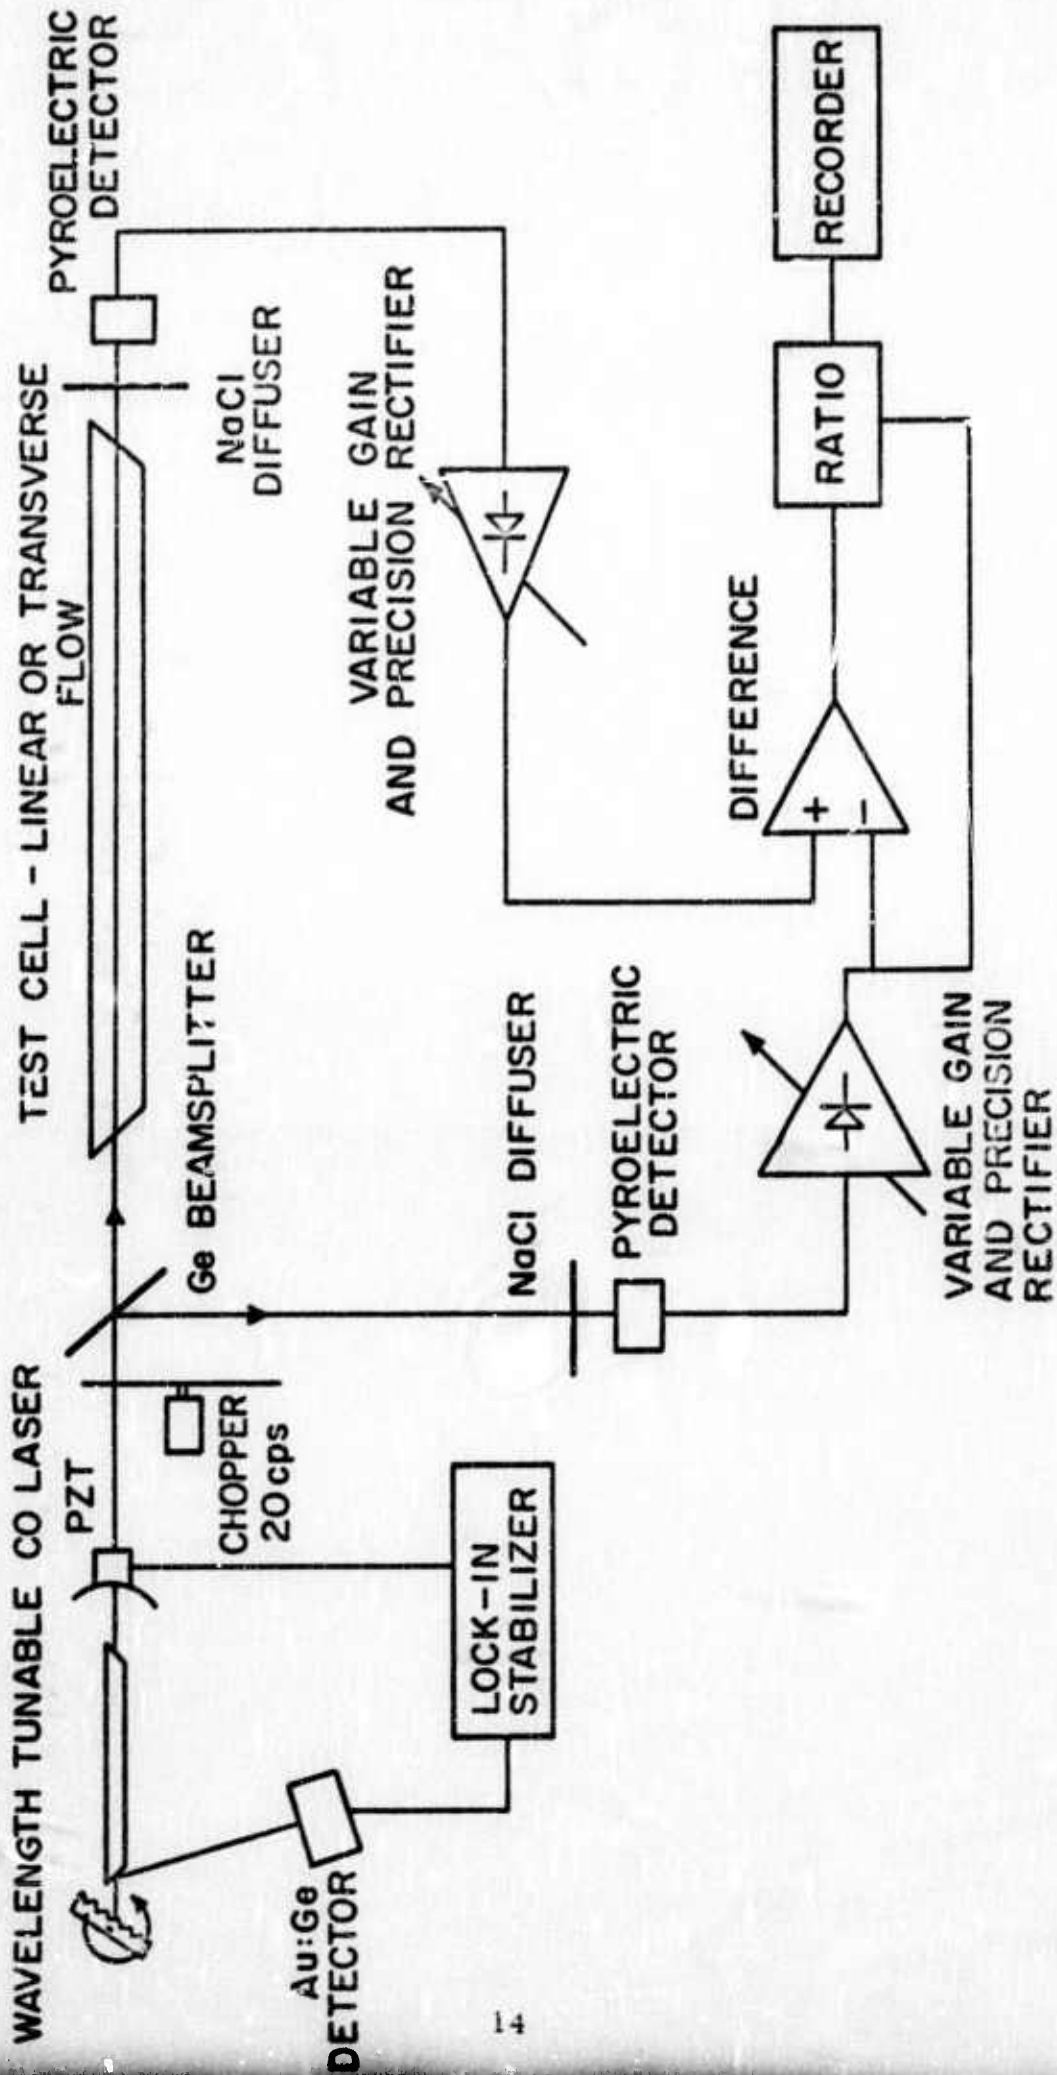 WAVELENGTH TUNABLE CO LASER
PZT
TEST CELL - LINEAR OR TRANSVERSE
FLOW
PYROELECTRIC
DETECTOR
CHOPPER
20cps
Ge BEAMSPLITTER
NaCl
DIFFUSER
Au:Ge
DETECTOR
LOCK-IN
STABILIZER
NaCl DIFFUSER
VARIABLE GAIN
AND PRECISION RECTIFIER
PYROELECTRIC
DETECTOR
DIFFERENCE
+
-
RATIO
RECORDER
VARIABLE GAIN
AND PRECISION
RECTIFIER
14